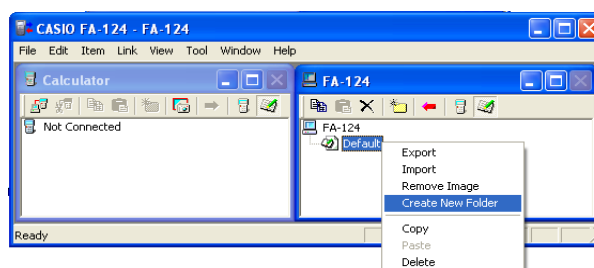 CASIO FA-124 - FA-124
File Edit Item Link View Tool Window Help
Calculator
Not Connected
FA-124
FA-124
Default
Export
Import
Remove Image
Create New Folder
Copy
Paste
Delete
Ready